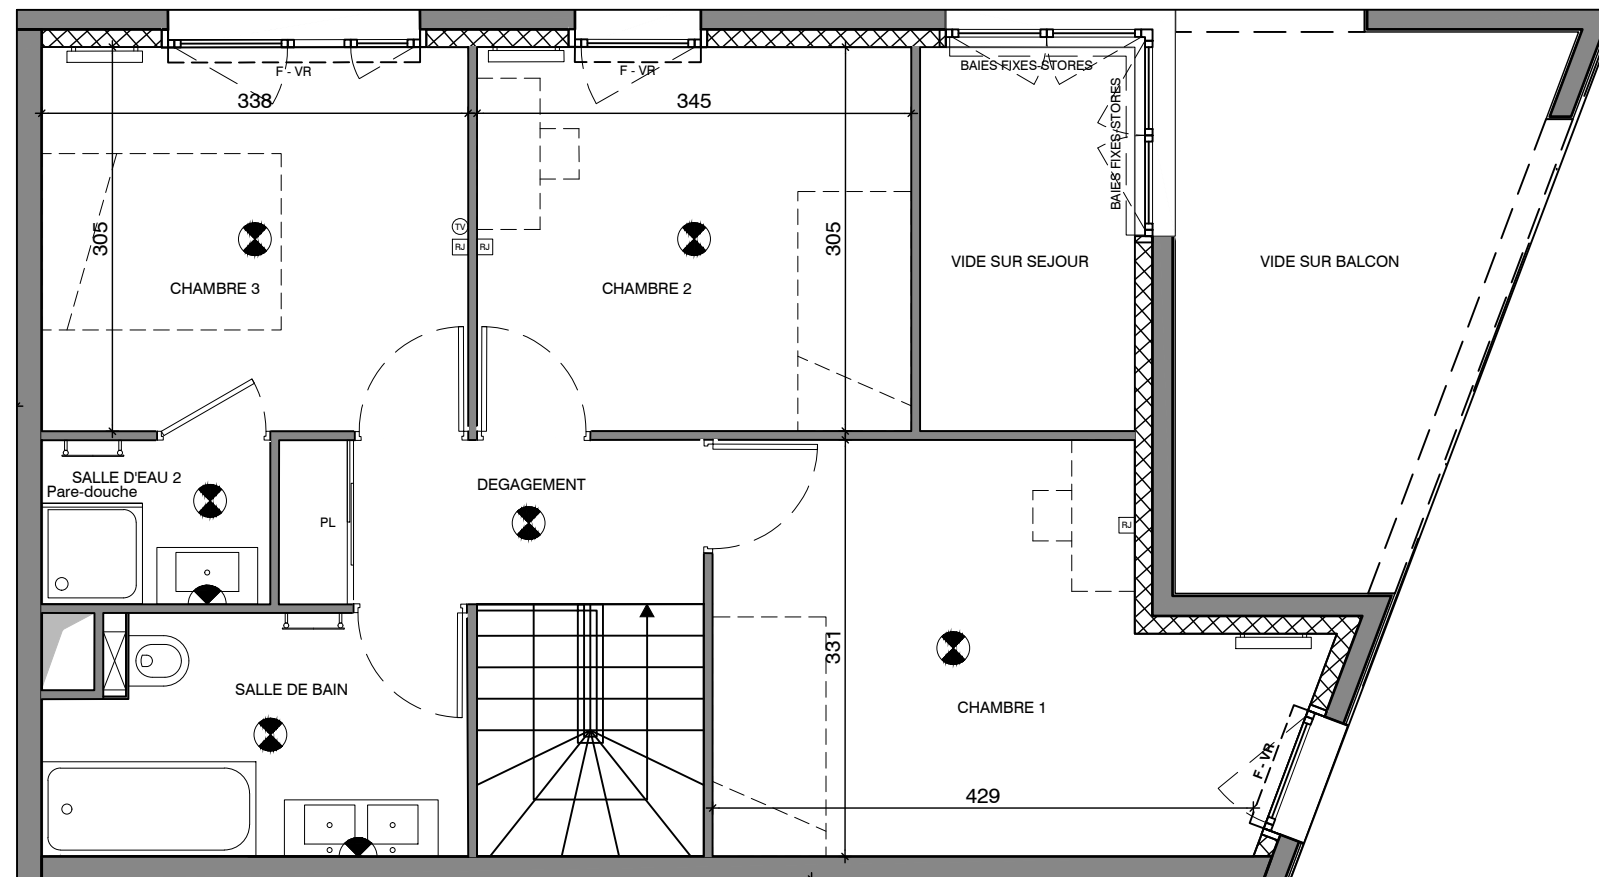 BAIES FIXES-STORES
F - VR
F - VR
338
345
BAIES FIXES-STORES
TV
RJ
RJ
305
305
VIDE SUR SEJOUR
VIDE SUR BALCON
CHAMBRE 3
CHAMBRE 2
SALLE D'EAU 2
Pare-douche
DEGAGEMENT
PL
RJ
331
SALLE DE BAIN
CHAMBRE 1
F - VR
429